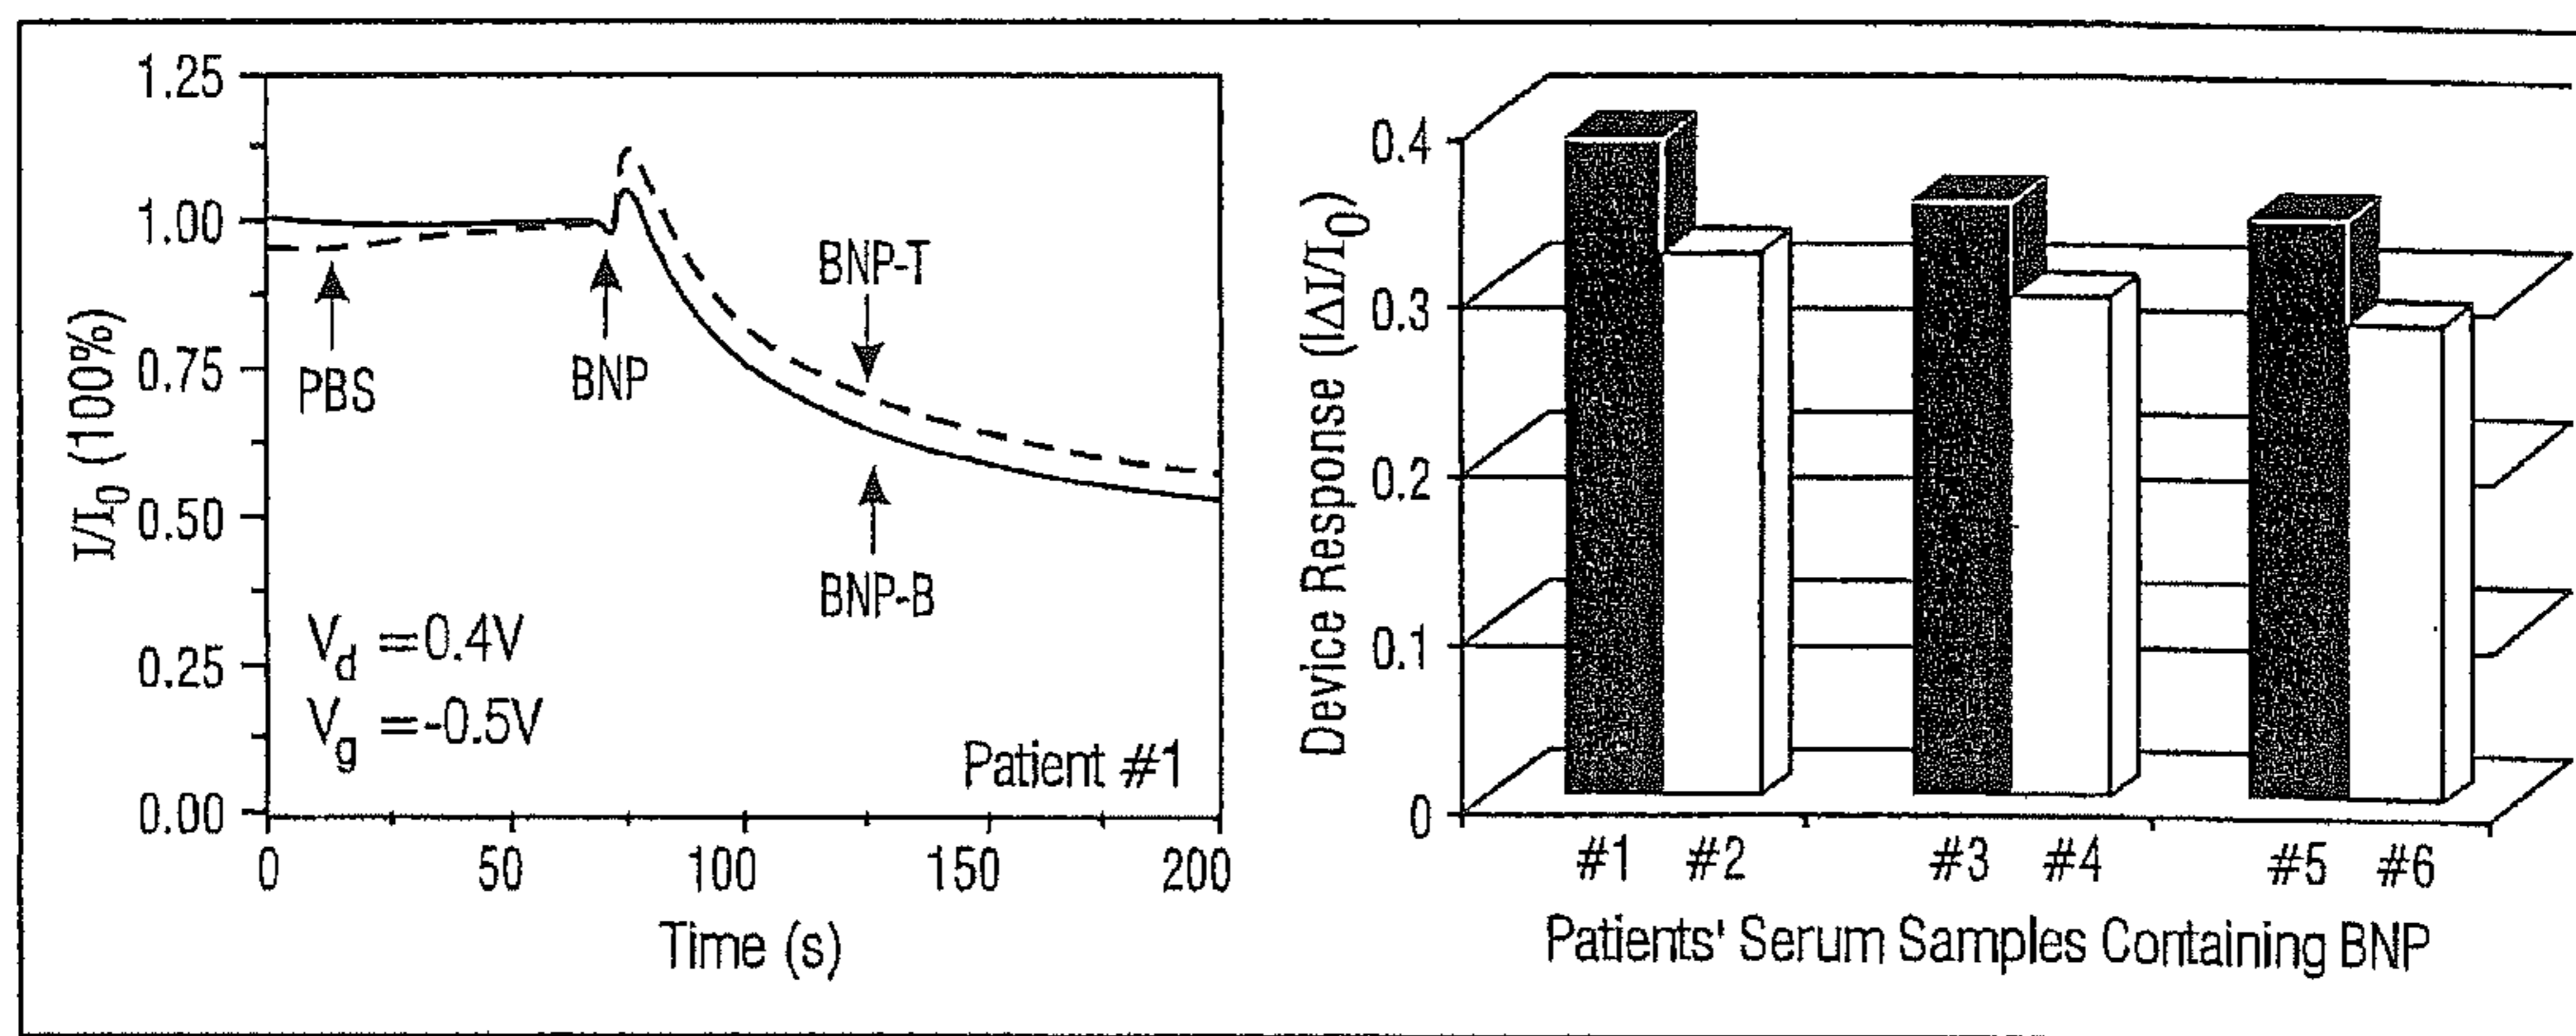 1.25
1.00
0.75
0.50
0.25
0.00
I/I0 (100%)
PBS
BNP
BNP-T
BNP-B
Vd =0.4V
Vg =-0.5V
Patient #1
0 50 100 150 200
Time (s)
0.4
0.3
0.2
0.1
0
Device Response (IΔI/I0)
#1 #2 #3 #4 #5 #6
Patients' Serum Samples Containing BNP